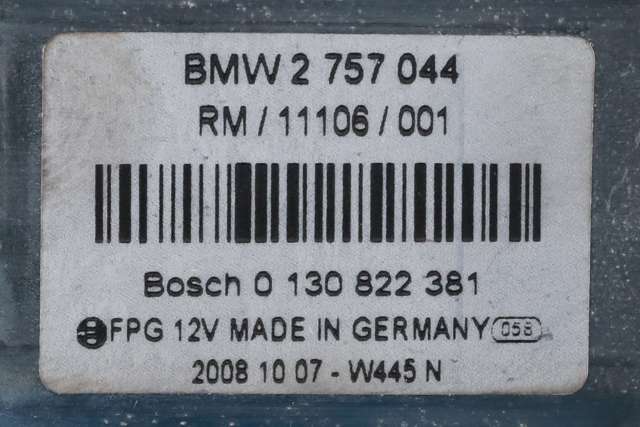 BMW 2 757 044
RM / 11106 / 001
Bosch 0 130 822 381
FPG 12V MADE IN GERMANY 058
2008 10 07 - W445 N